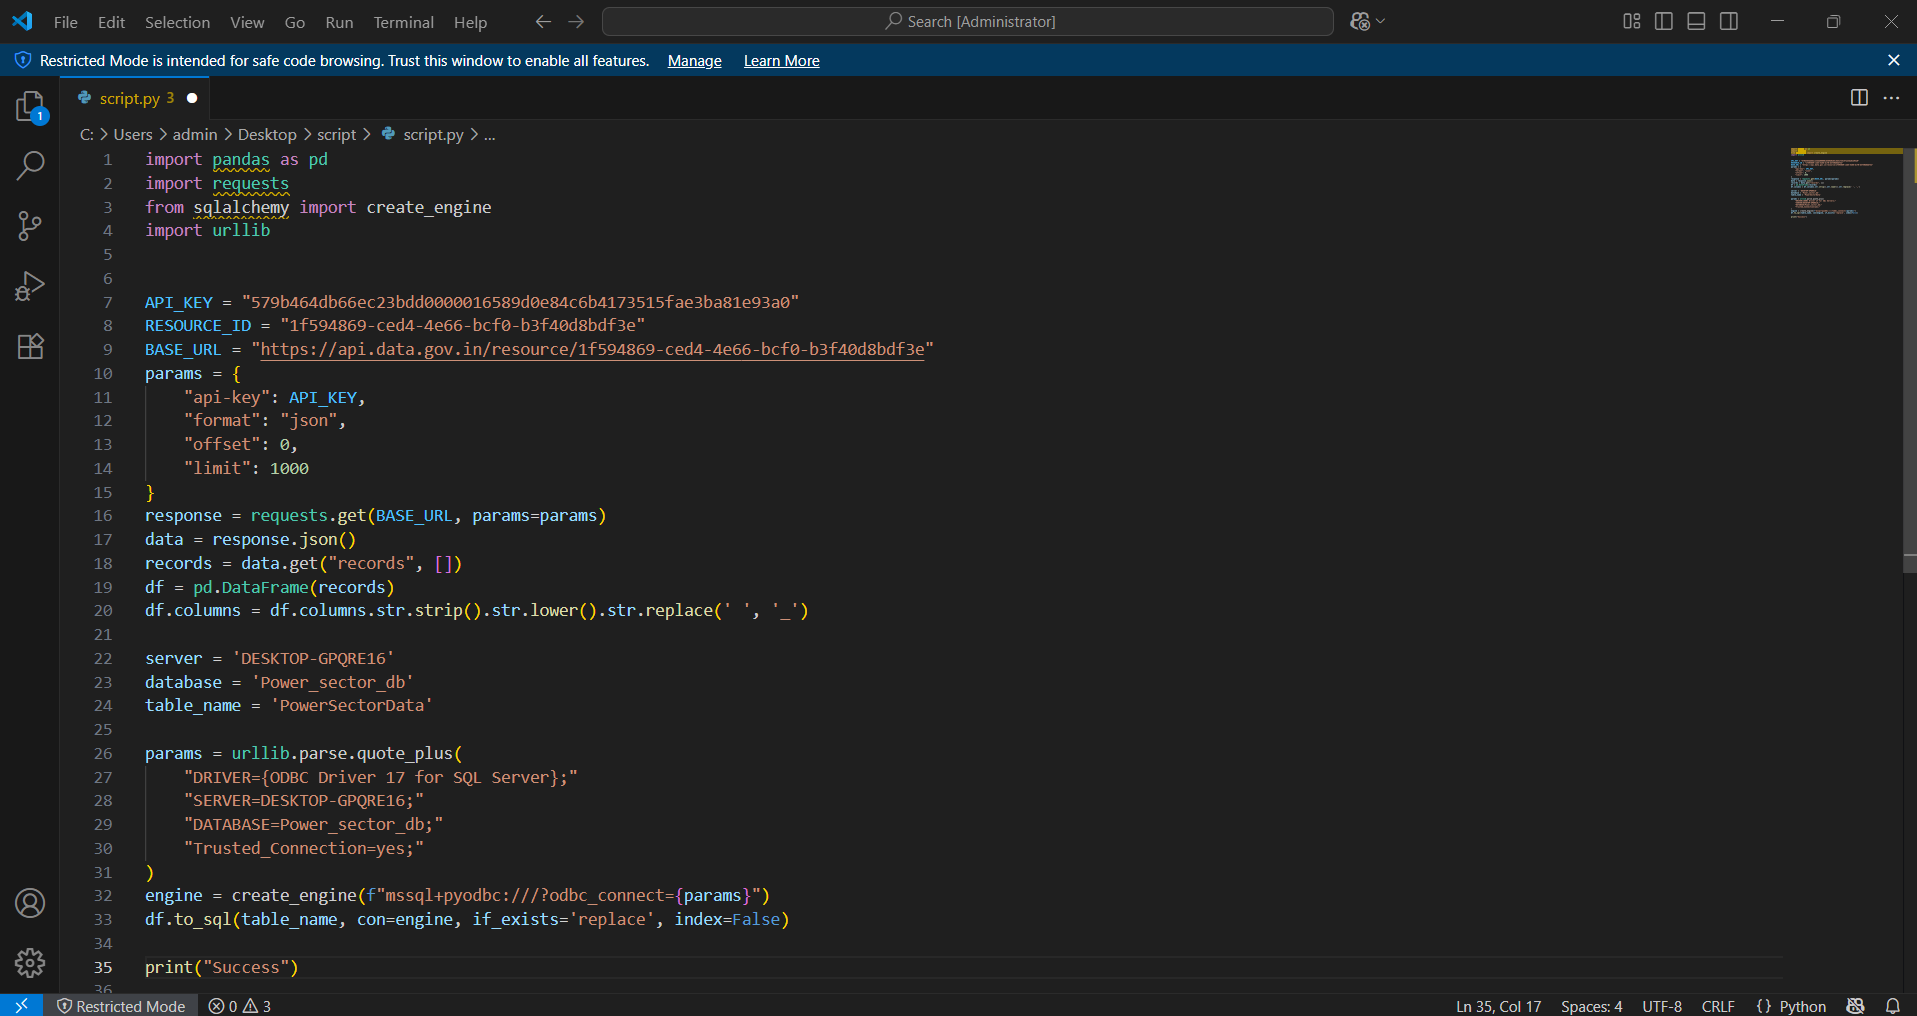 File Edit Selection View Go Run Terminal Help Search [Administrator]
Restricted Mode is intended for safe code browsing. Trust this window to enable all features. Manage Learn More
script.py 3
1
C: > Users > admin > Desktop > script > script.py > ...
1 import pandas as pd
2 import requests
3 from sqlalchemy import create_engine
4 import urllib
5
6
7 API_KEY = "579b464db66ec23bdd0000016589d0e84c6b4173515fae3ba81e93a0"
8 RESOURCE_ID = "1f594869-ced4-4e66-bcf0-b3f40d8bdf3e"
9 BASE_URL = "https://api.data.gov.in/resource/1f594869-ced4-4e66-bcf0-b3f40d8bdf3e"
10 params = {
11     "api-key": API_KEY,
12     "format": "json",
13     "offset": 0,
14     "limit": 1000
15 }
16 response = requests.get(BASE_URL, params=params)
17 data = response.json()
18 records = data.get("records", [])
19 df = pd.DataFrame(records)
20 df.columns = df.columns.str.strip().str.lower().str.replace(' ', '_')
21
22 server = 'DESKTOP-GPQRE16'
23 database = 'Power_sector_db'
24 table_name = 'PowerSectorData'
25
26 params = urllib.parse.quote_plus(
27     "DRIVER={ODBC Driver 17 for SQL Server};"
28     "SERVER=DESKTOP-GPQRE16;"
29     "DATABASE=Power_sector_db;"
30     "Trusted_Connection=yes;"
31 )
32 engine = create_engine(f"mssql+pyodbc:///?odbc_connect={params}")
33 df.to_sql(table_name, con=engine, if_exists='replace', index=False)
34
35 print("Success")
36
Restricted Mode 0 3 Ln 35, Col 17 Spaces: 4 UTF-8 CRLF {} Python